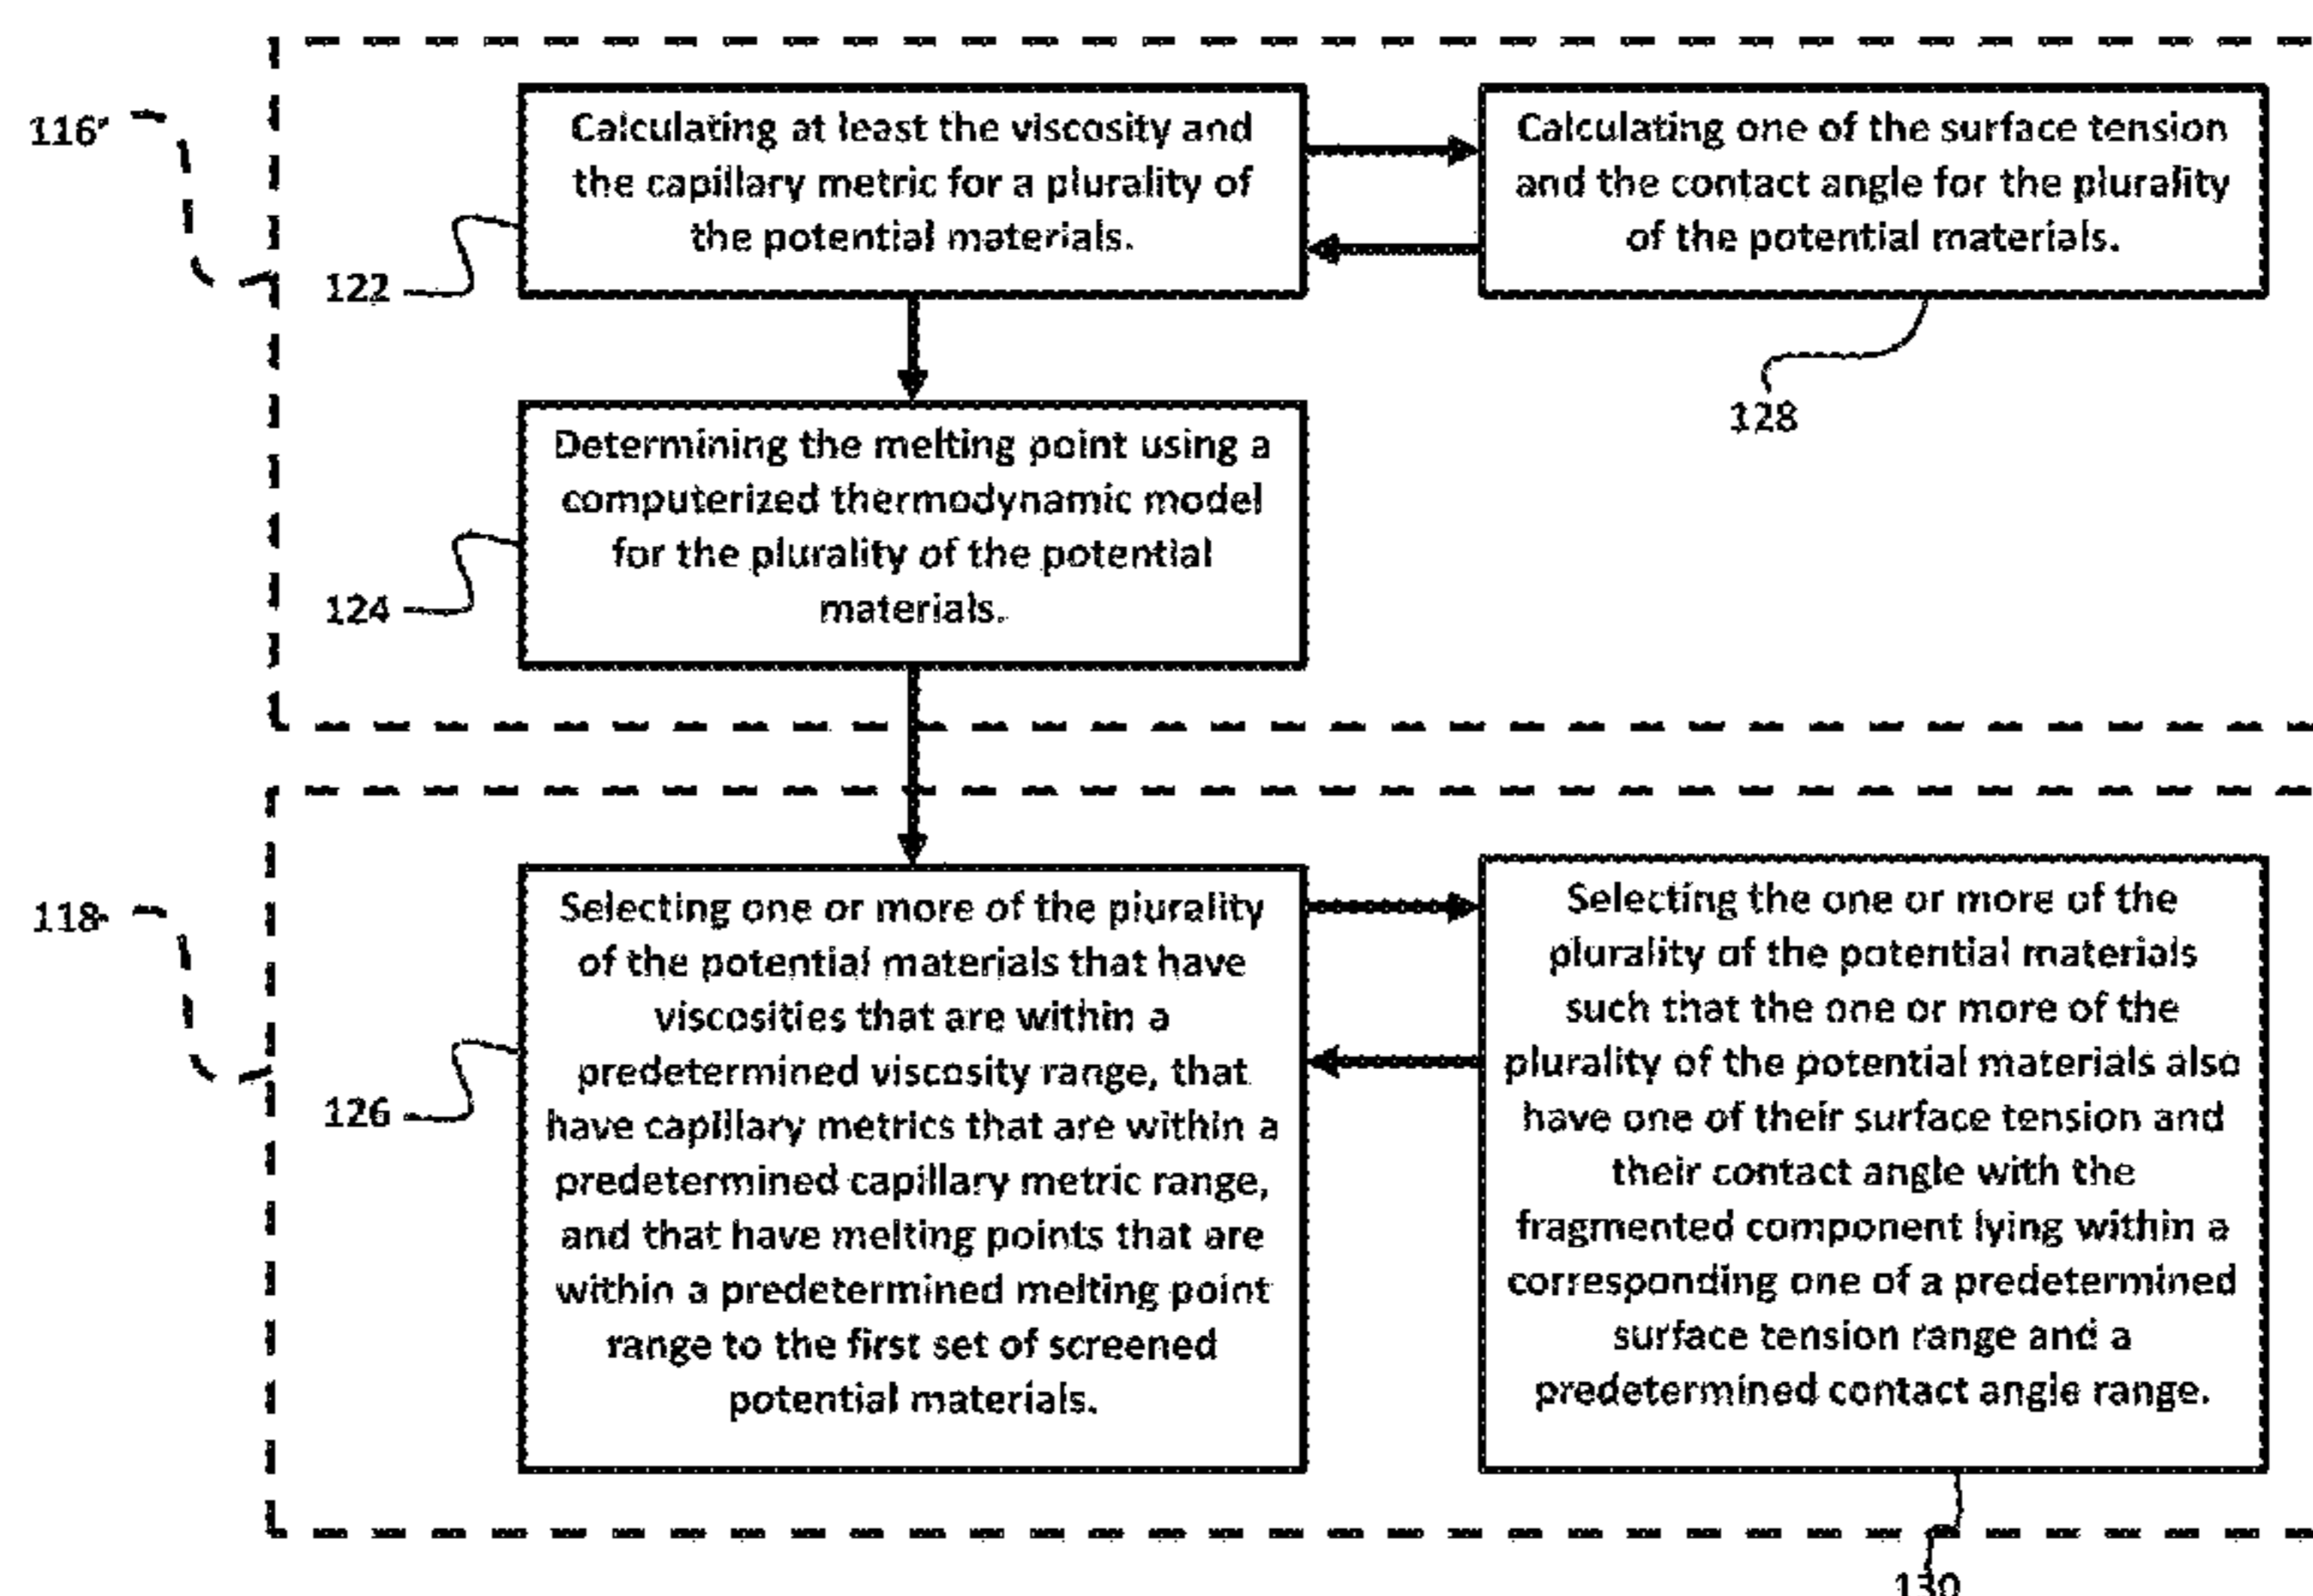 116
Calculating at least the viscosity and
the capillary metric for a plurality of
the potential materials.
122
Calculating one of the surface tension
and the contact angle for the plurality
of the potential materials.
128
Determining the melting point using a
computerized thermodynamic model
for the plurality of the potential
materials.
124
118
Selecting one or more of the plurality
of the potential materials that have
viscosities that are within a
predetermined viscosity range, that
have capillary metrics that are within a
predetermined capillary metric range,
and that have melting points that are
within a predetermined melting point
range to the first set of screened
potential materials.
126
Selecting the one or more of the
plurality of the potential materials
such that the one or more of the
plurality of the potential materials also
have one of their surface tension and
their contact angle with the
fragmented component lying within a
corresponding one of a predetermined
surface tension range and a
predetermined contact angle range.
130